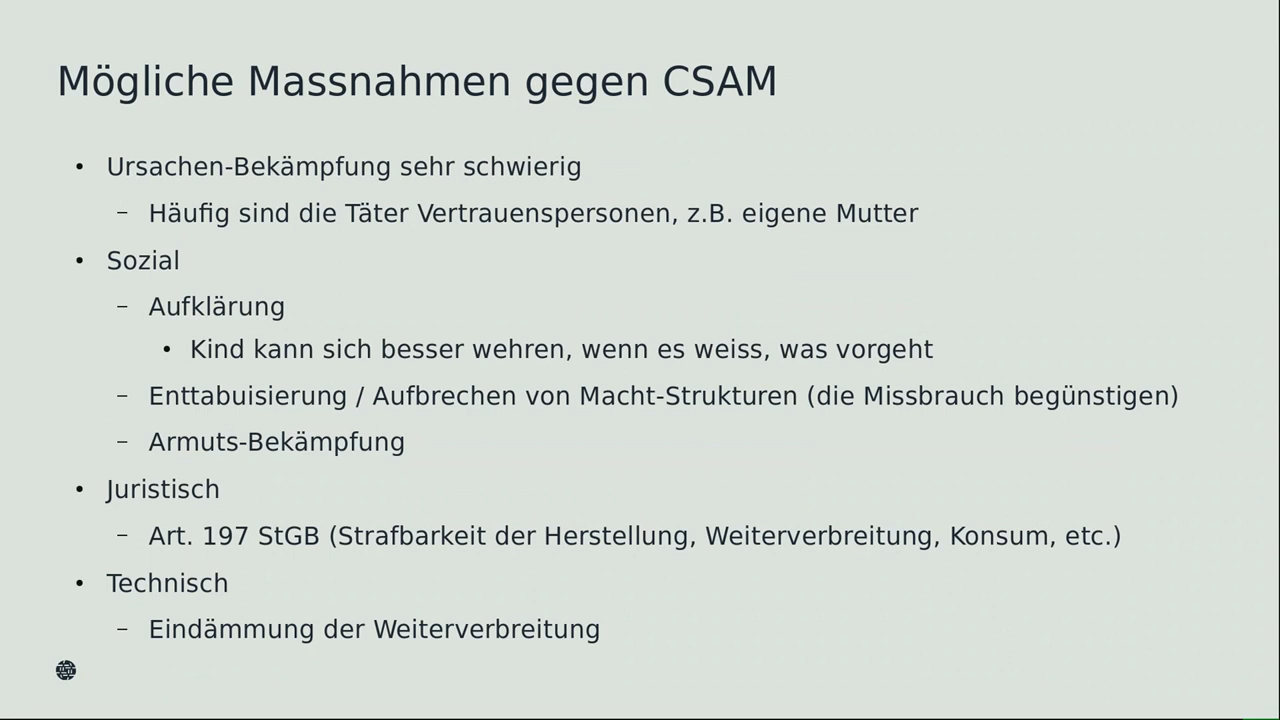 Mögliche Massnahmen gegen CSAM
• Ursachen-Bekämpfung sehr schwierig
– Häufig sind die Täter Vertrauenspersonen, z.B. eigene Mutter
• Sozial
– Aufklärung
• Kind kann sich besser wehren, wenn es weiss, was vorgeht
– Enttabuisierung / Aufbrechen von Macht-Strukturen (die Missbrauch begünstigen)
– Armuts-Bekämpfung
• Juristisch
– Art. 197 StGB (Strafbarkeit der Herstellung, Weiterverbreitung, Konsum, etc.)
• Technisch
– Eindämmung der Weiterverbreitung